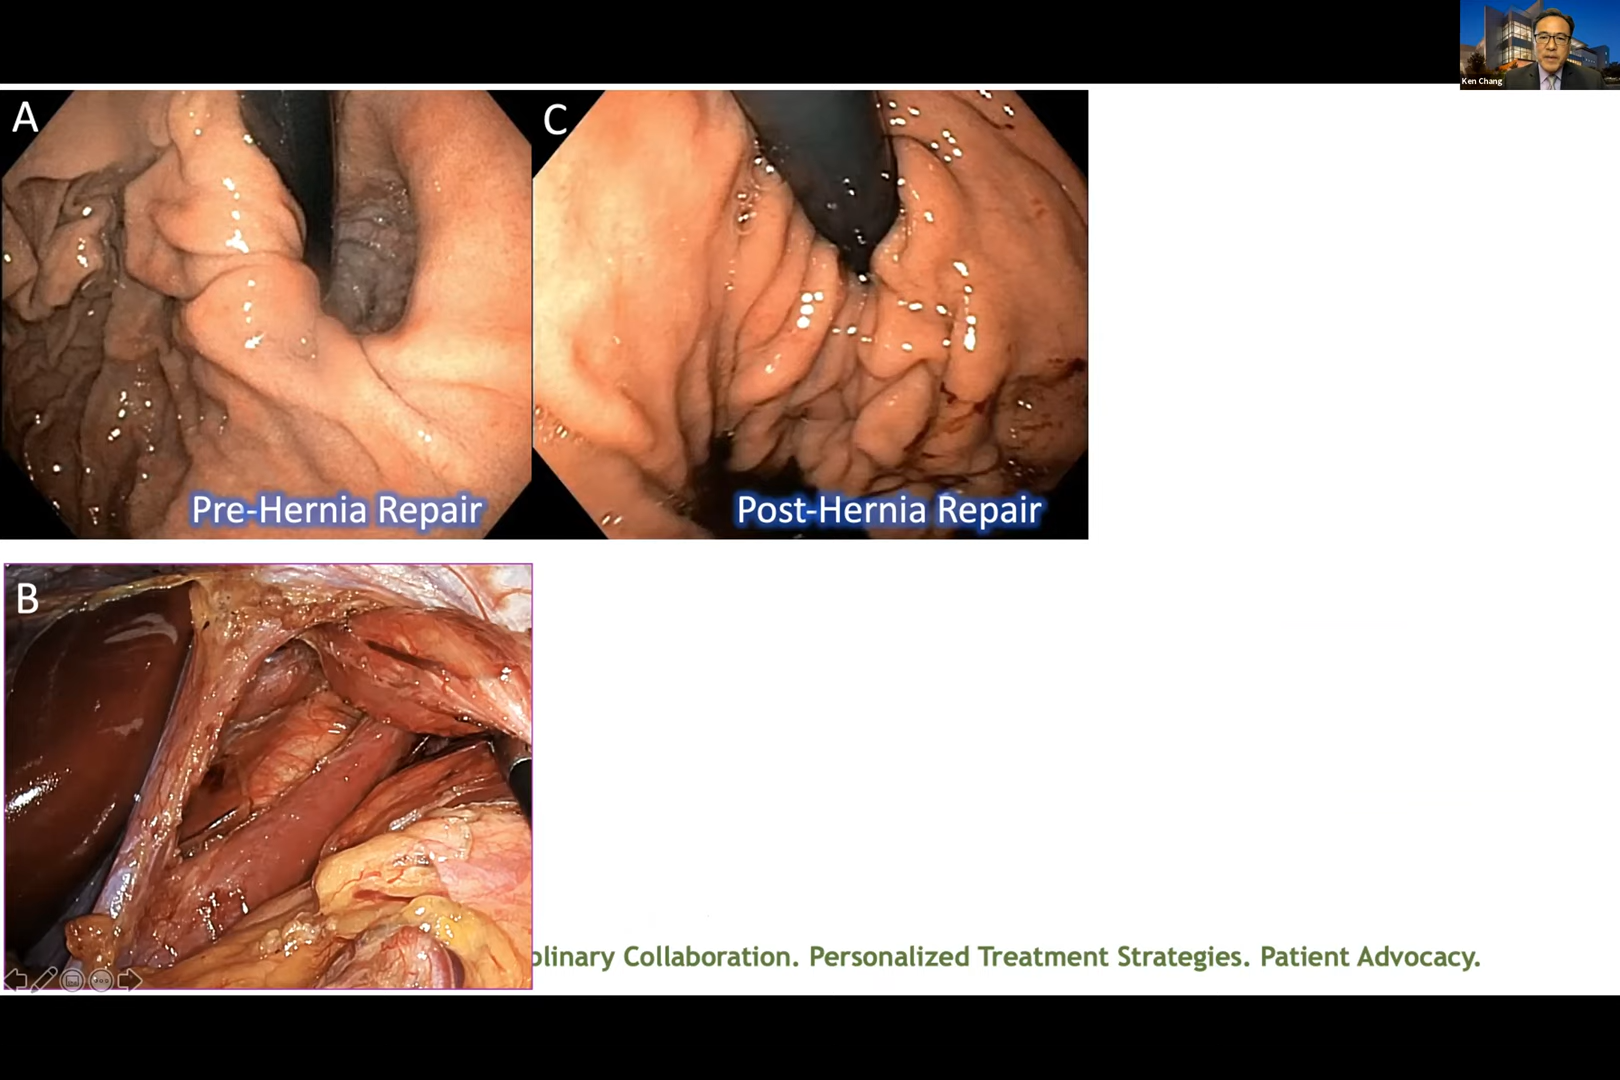 Ken Chang
A
C
Pre-Hernia Repair
Post-Hernia Repair
B
plinary Collaboration. Personalized Treatment Strategies. Patient Advocacy.